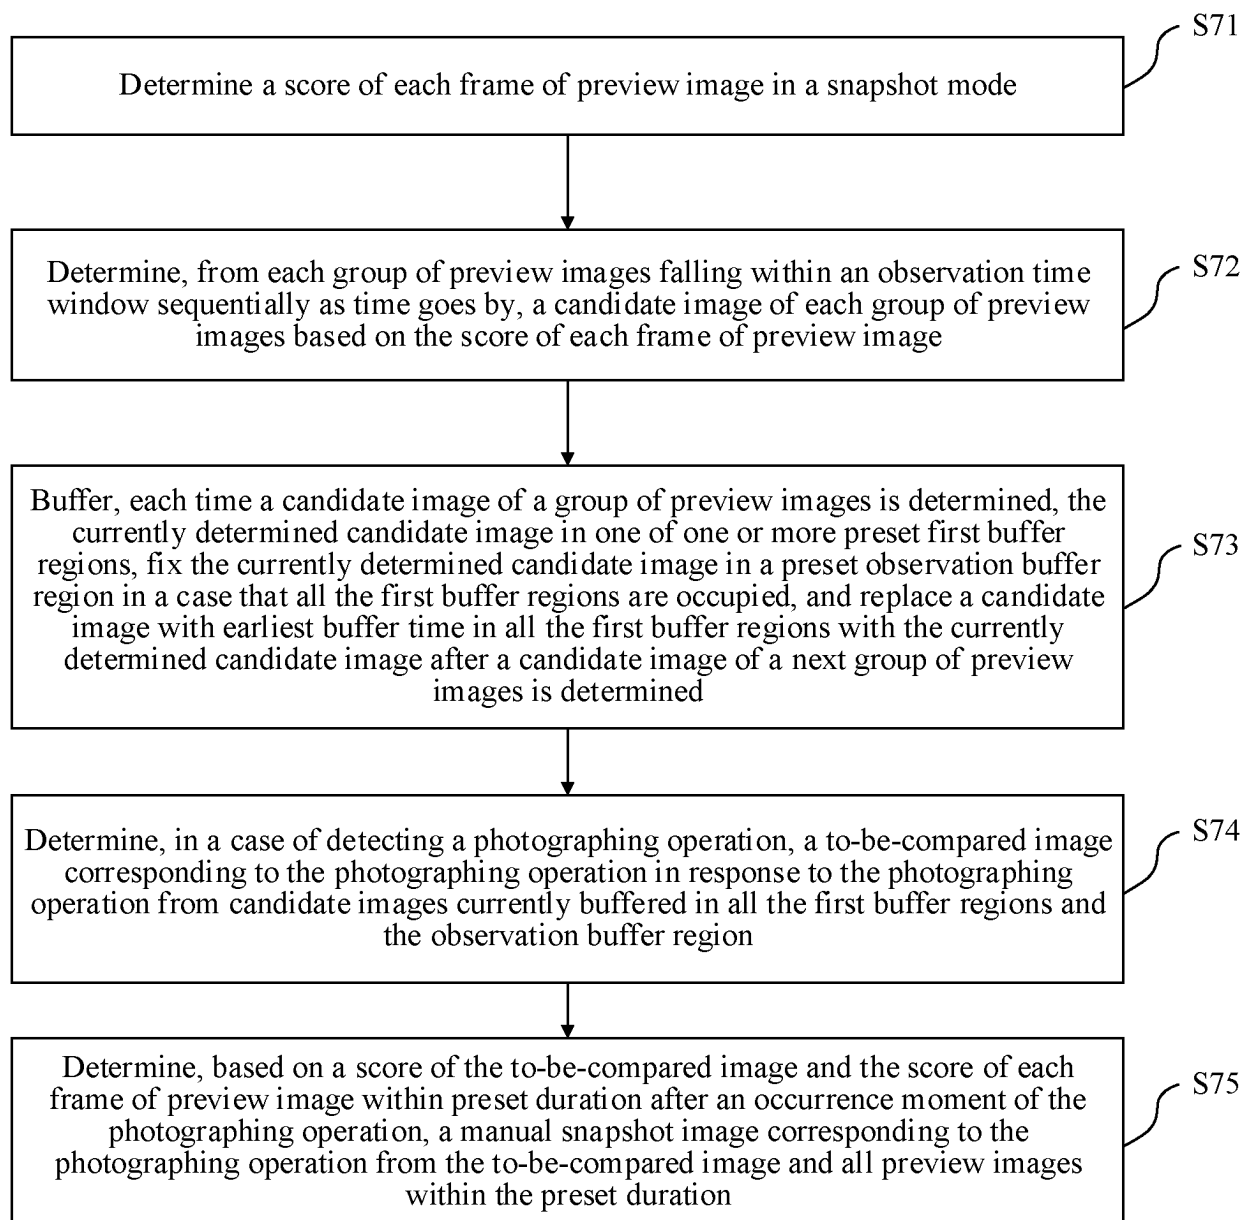 S71
Determine a score of each frame of preview image in a snapshot mode
S72
Determine, from each group of preview images falling within an observation time
window sequentially as time goes by, a candidate image of each group of preview
images based on the score of each frame of preview image
Buffer, each time a candidate image of a group of preview images is determined, the
currently determined candidate image in one of one or more preset first buffer
regions, fix the currently determined candidate image in a preset observation buffer
region in a case that all the first buffer regions are occupied, and replace a candidate
image with earliest buffer time in all the first buffer regions with the currently
determined candidate image after a candidate image of a next group of preview
images is determined
S73
Determine, in a case of detecting a photographing operation, a to-be-compared image
corresponding to the photographing operation in response to the photographing
operation from candidate images currently buffered in all the first buffer regions and
the observation buffer region
S74
Determine, based on a score of the to-be-compared image and the score of each
frame of preview image within preset duration after an occurrence moment of the
photographing operation, a manual snapshot image corresponding to the
photographing operation from the to-be-compared image and all preview images
within the preset duration
S75